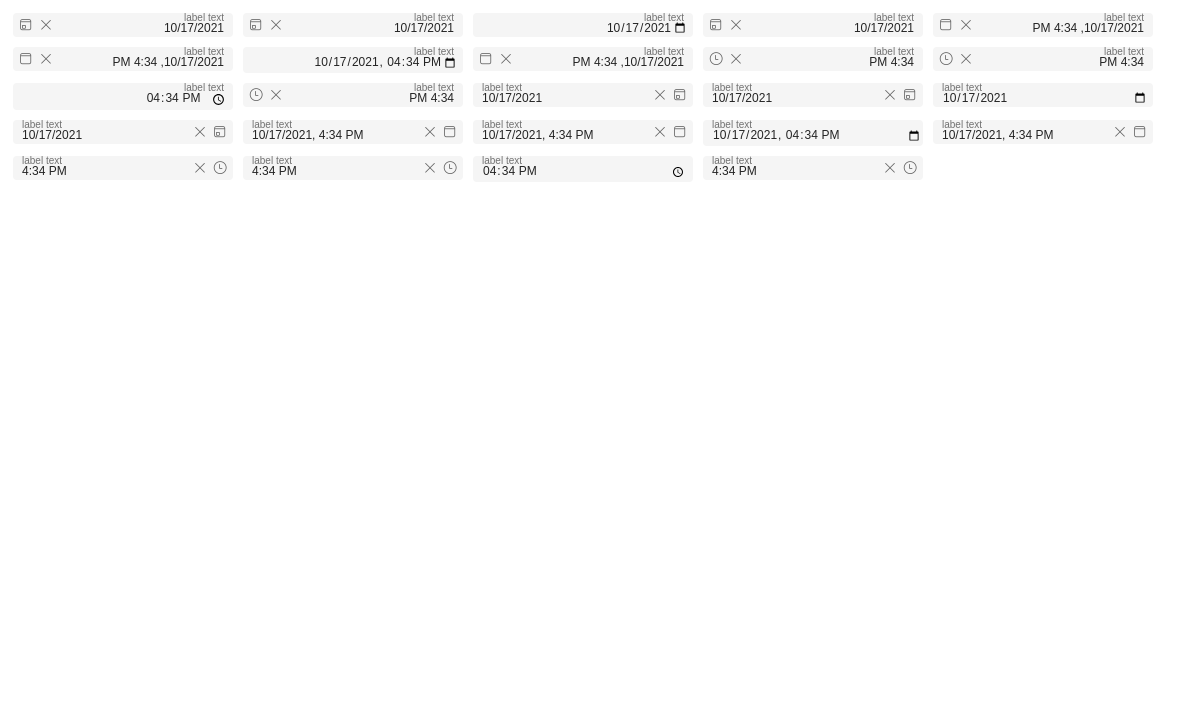 label text
10/17/2021
label text
10/17/2021
label text
10/17/2021
label text
10/17/2021
label text
PM 4:34 ,10/17/2021
label text
PM 4:34 ,10/17/2021
label text
10/17/2021, 04:34 PM
label text
PM 4:34 ,10/17/2021
label text
PM 4:34
label text
PM 4:34
label text
04:34 PM
label text
PM 4:34
label text
10/17/2021
label text
10/17/2021
label text
10/17/2021
label text
10/17/2021
label text
10/17/2021, 4:34 PM
label text
10/17/2021, 4:34 PM
label text
10/17/2021, 04:34 PM
label text
10/17/2021, 4:34 PM
label text
4:34 PM
label text
4:34 PM
label text
04:34 PM
label text
4:34 PM